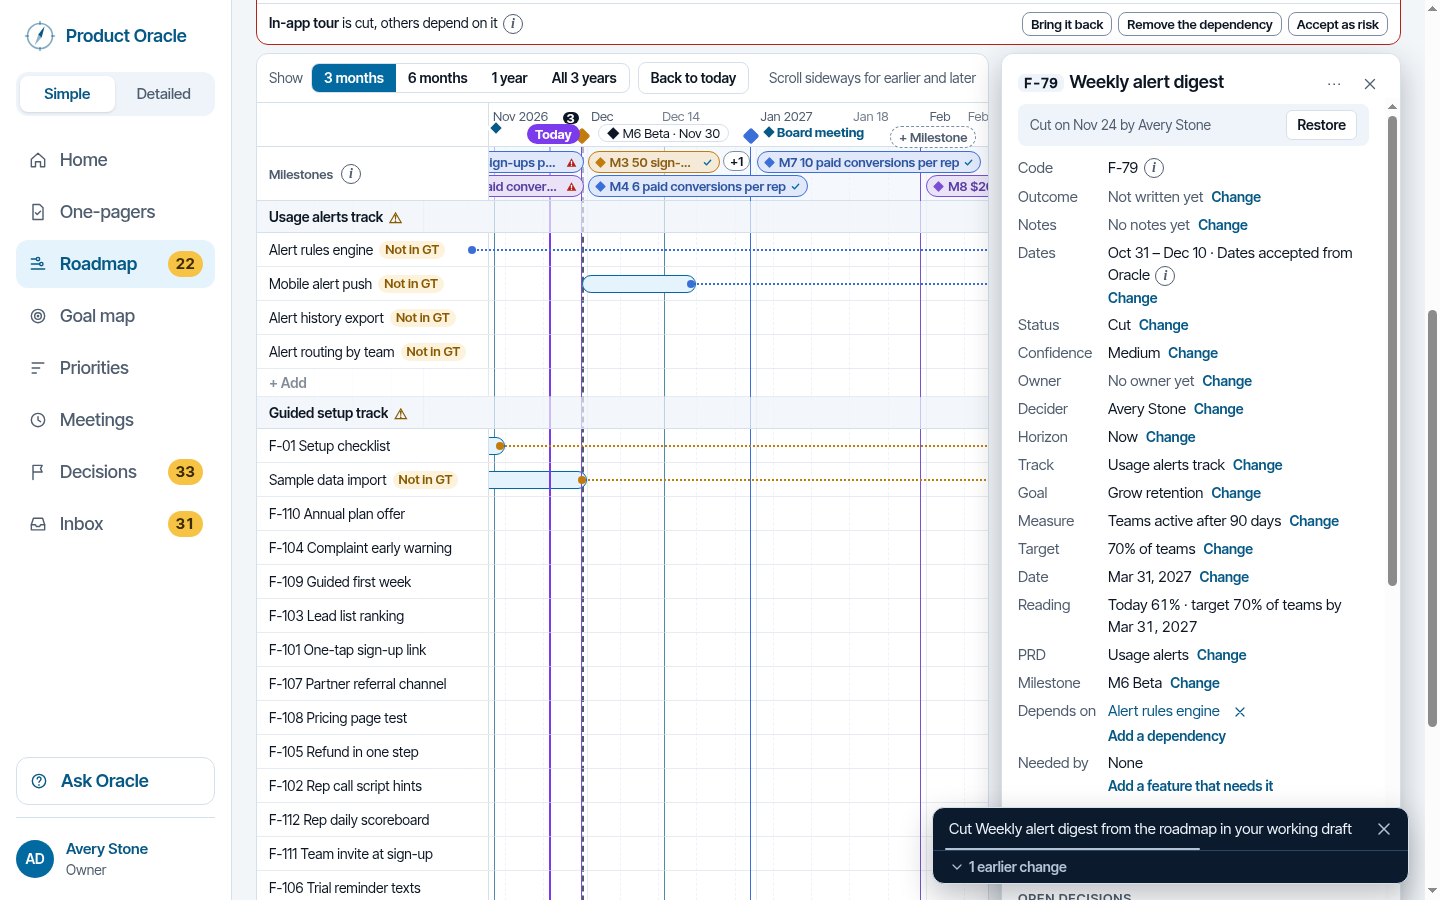 Product Oracle
Simple
Detailed
Home
One-pagers
Roadmap 22
Goal map
Priorities
Meetings
Decisions 33
Inbox 31
Ask Oracle
AD
Avery Stone
Owner
In-app tour is cut, others depend on it
Bring it back
Remove the dependency
Accept as risk
Show
3 months
6 months
1 year
All 3 years
Back to today
Scroll sideways for earlier and later
Nov 2026
3
Dec
Dec 14
Jan 2027
Jan 18
Feb
Feb
Today
M6 Beta · Nov 30
Board meeting
+ Milestone
Milestones
ign-ups p...
M3 50 sign-...
+1
M7 10 paid conversions per rep
aid conver...
M4 6 paid conversions per rep
M8 $20
Usage alerts track
Alert rules engine Not in GT
Mobile alert push Not in GT
Alert history export Not in GT
Alert routing by team Not in GT
+ Add
Guided setup track
F-01 Setup checklist
Sample data import Not in GT
F-110 Annual plan offer
F-104 Complaint early warning
F-109 Guided first week
F-103 Lead list ranking
F-101 One-tap sign-up link
F-107 Partner referral channel
F-108 Pricing page test
F-105 Refund in one step
F-102 Rep call script hints
F-112 Rep daily scoreboard
F-111 Team invite at sign-up
F-106 Trial reminder texts
F-79 Weekly alert digest
Cut on Nov 24 by Avery Stone
Restore
Code F-79
Outcome Not written yet Change
Notes No notes yet Change
Dates Oct 31 – Dec 10 · Dates accepted from
Oracle
Change
Status Cut Change
Confidence Medium Change
Owner No owner yet Change
Decider Avery Stone Change
Horizon Now Change
Track Usage alerts track Change
Goal Grow retention Change
Measure Teams active after 90 days Change
Target 70% of teams Change
Date Mar 31, 2027 Change
Reading Today 61% · target 70% of teams by
Mar 31, 2027
PRD Usage alerts Change
Milestone M6 Beta Change
Depends on Alert rules engine
Add a dependency
Needed by None
Add a feature that needs it
Cut Weekly alert digest from the roadmap in your working draft
1 earlier change
OPEN DECISIONS